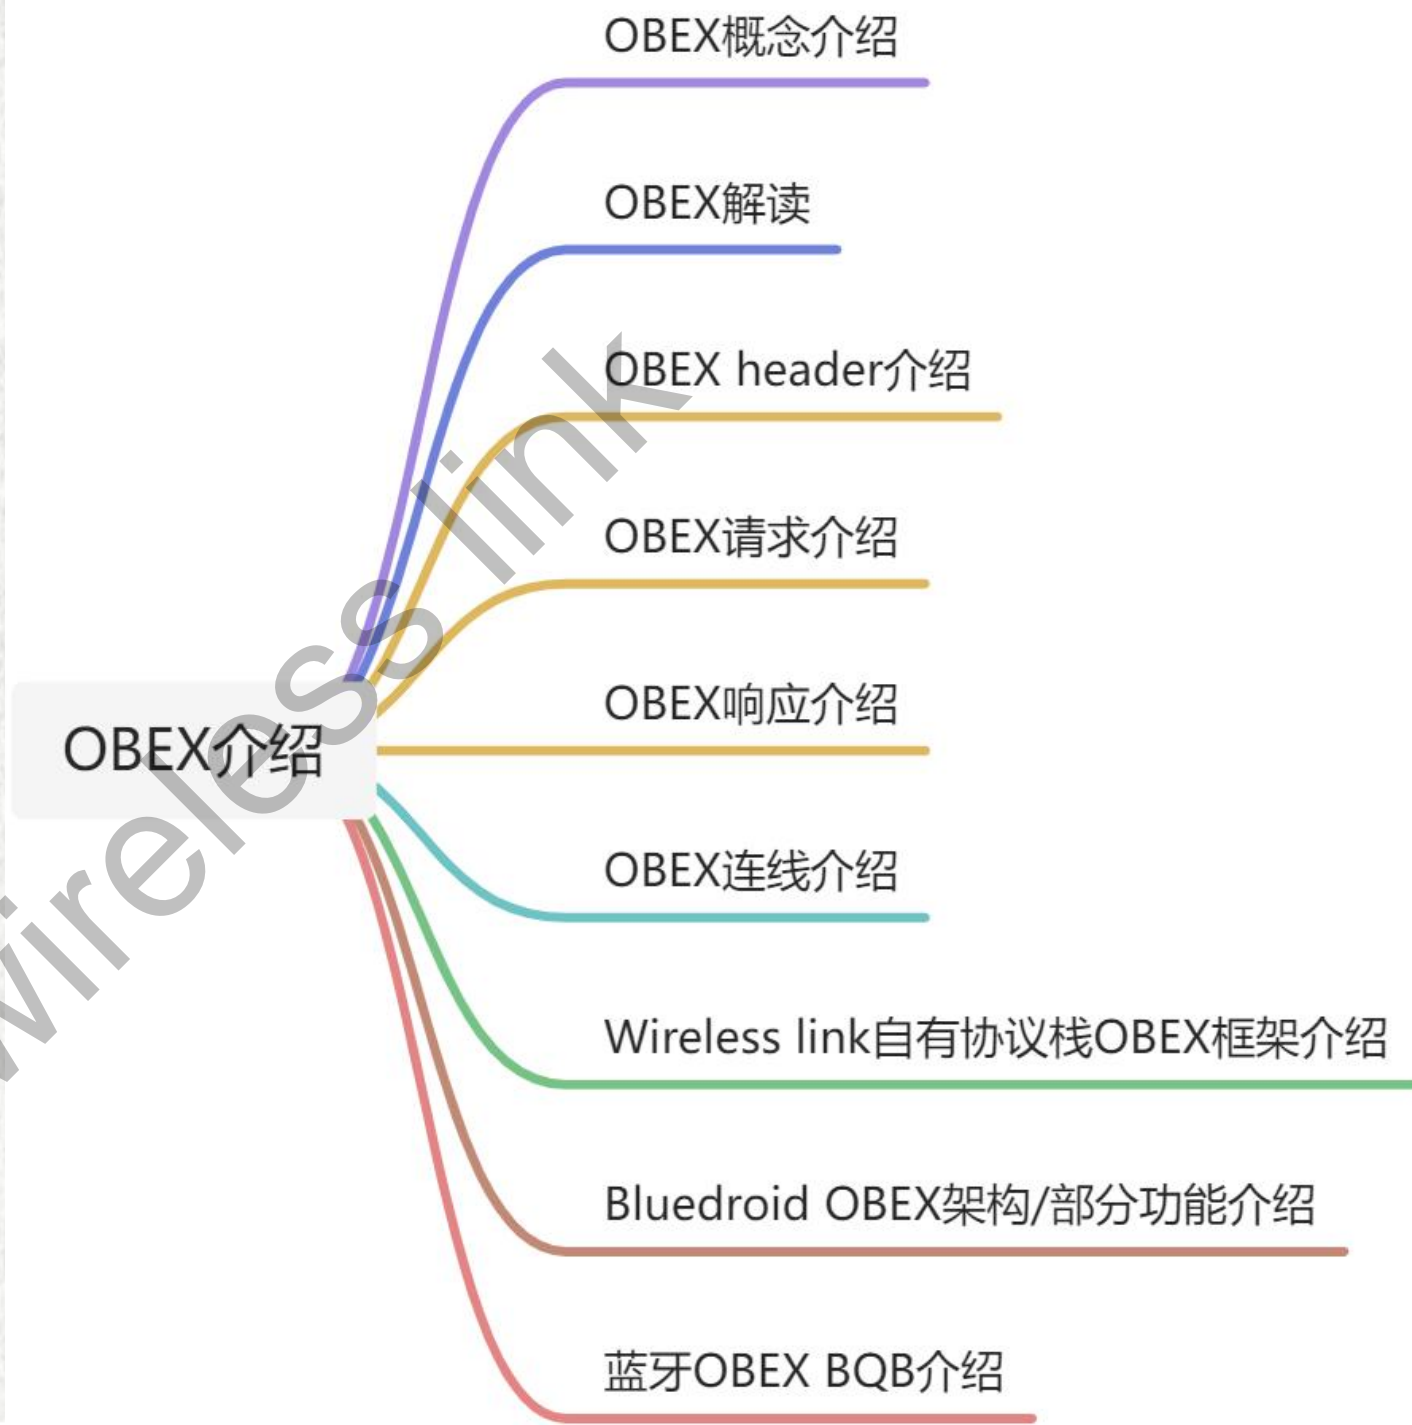 OBEX概念介绍
OBEX解读
OBEX header介绍
OBEX请求介绍
OBEX响应介绍
OBEX介绍
OBEX连线介绍
Wireless link自有协议栈OBEX框架介绍
Bluedroid OBEX架构/部分功能介绍
蓝牙OBEX BQB介绍
wireless link